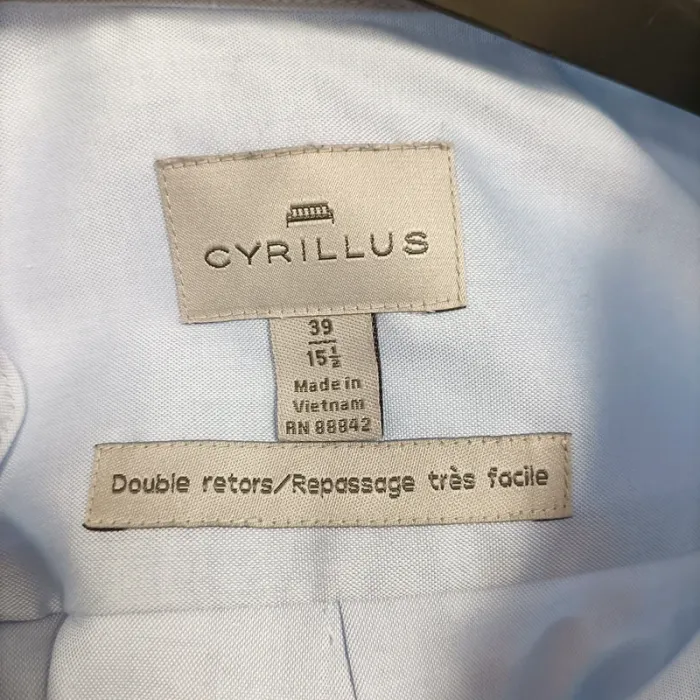 CYRILLUS
39
15½
Made in
Vietnam
RN 88842
Double retors/Repassage très facile